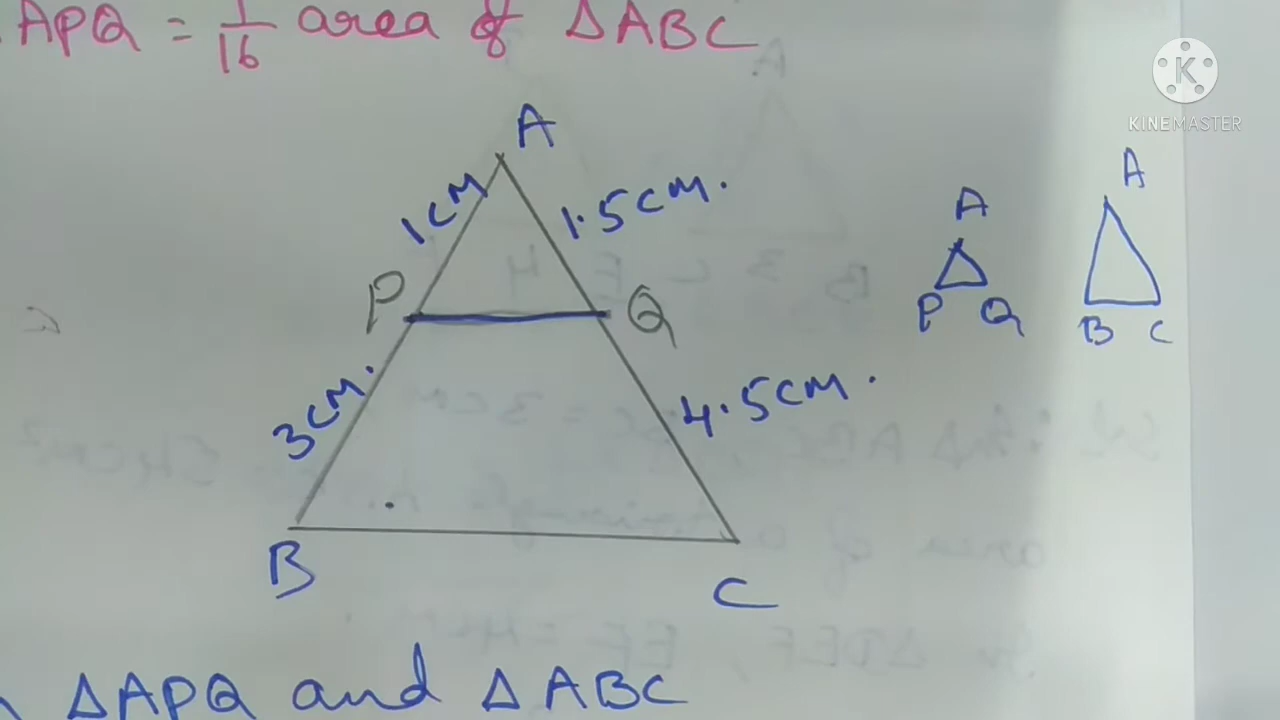 APQ = 1/16 area of ΔABC
KINEMASTER
A
1cm
1.5cm.
P
Q
3cm.
4.5cm.
B
C
A
P Q
A
B C
ΔAPQ and ΔABC